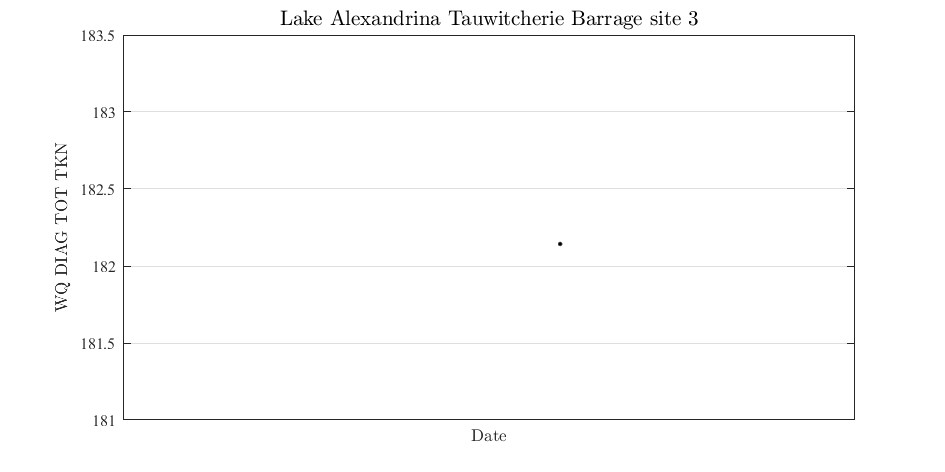 Lake Alexandrina Tauwitcherie Barrage site 3
183.5
183
182.5
182
181.5
181
WQ DIAG TOT TKN
Date